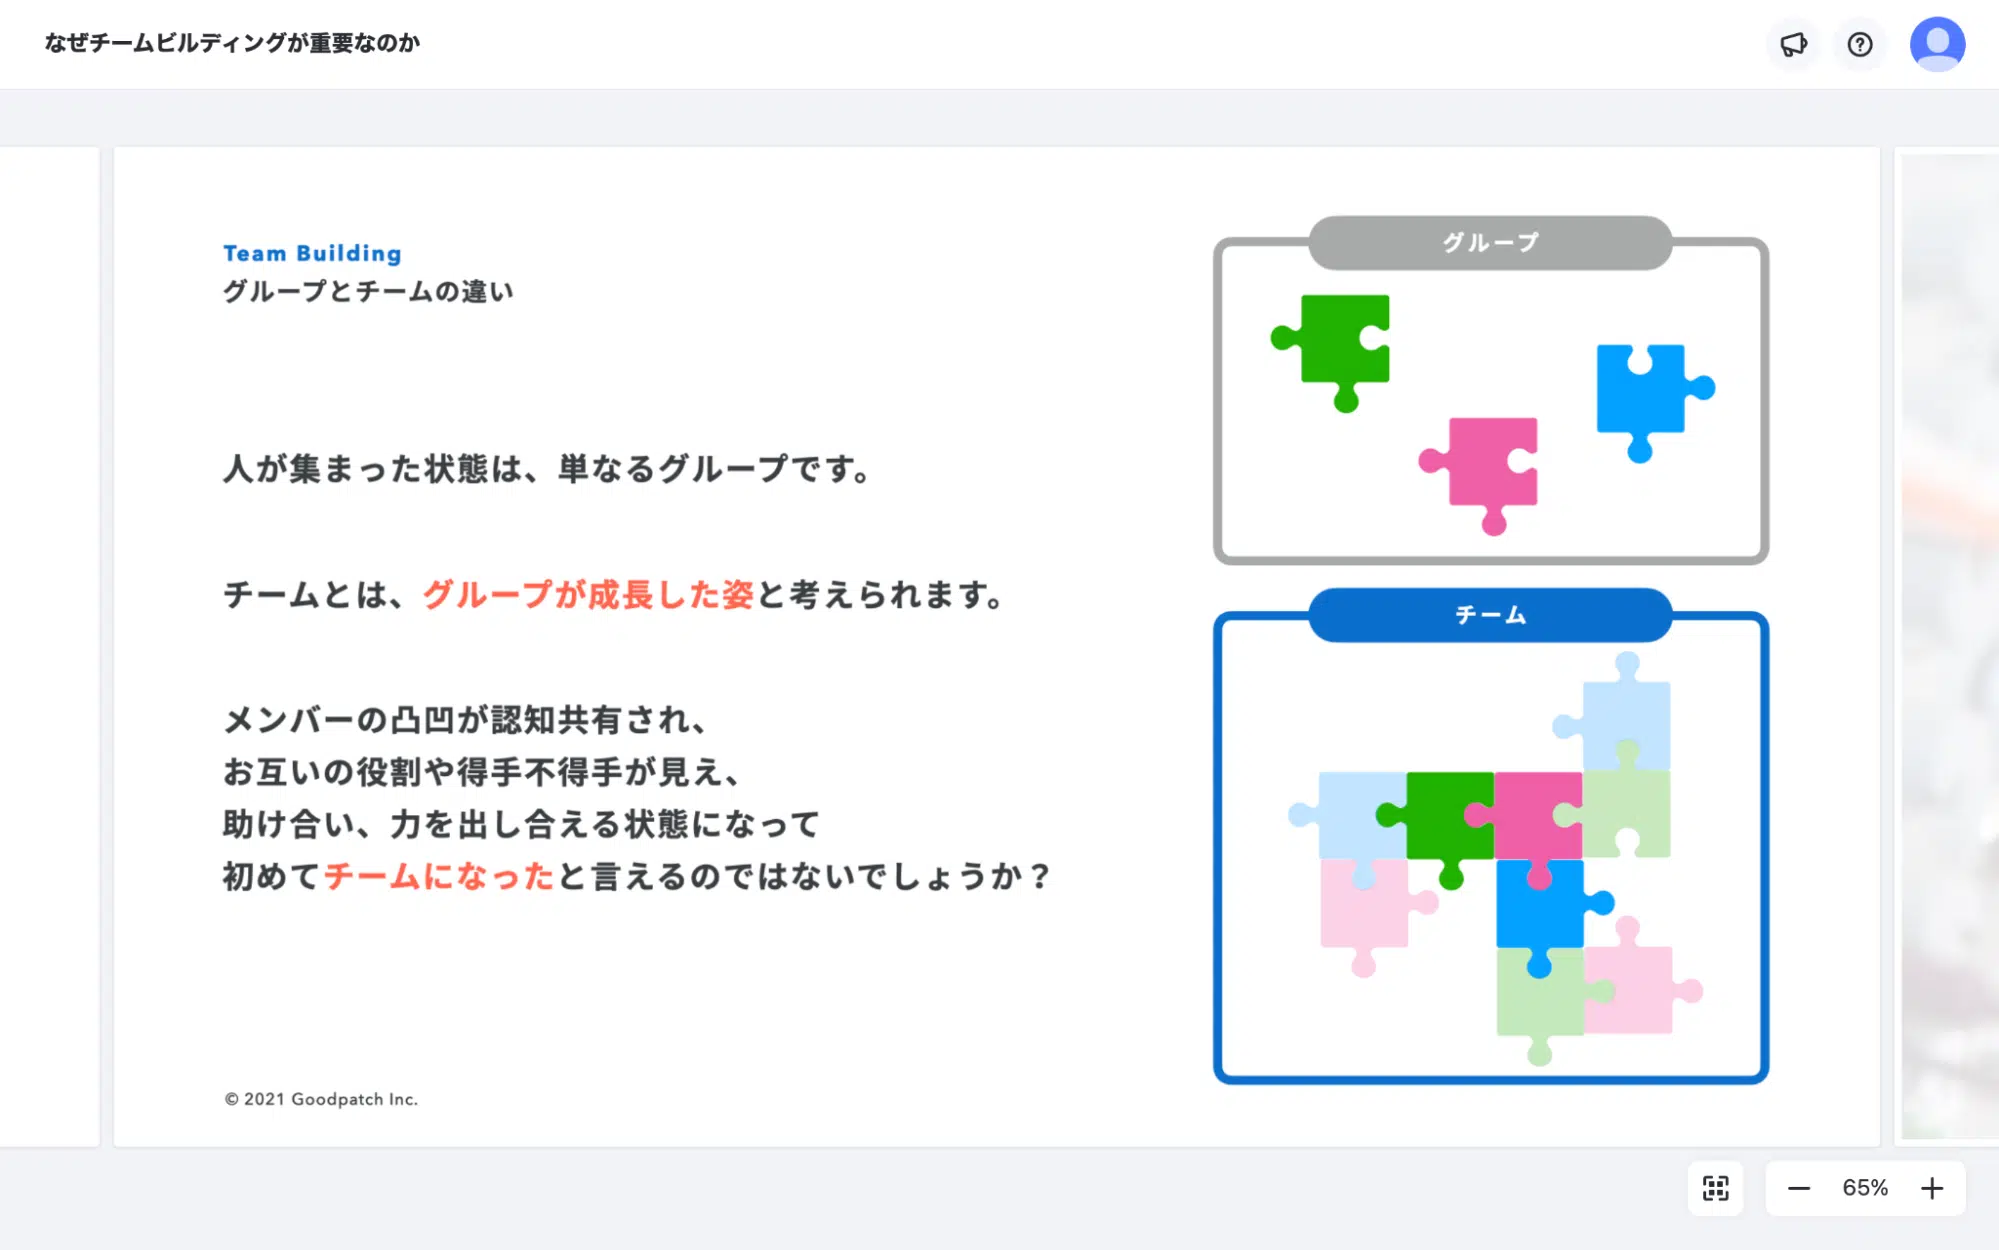 なぜチームビルディングが重要なのか
Team Building
グループとチームの違い
人が集まった状態は、単なるグループです。
チームとは、グループが成長した姿と考えられます。
メンバーの凸凹が認知共有され、
お互いの役割や得手不得手が見え、
助け合い、力を出し合える状態になって
初めてチームになったと言えるのではないでしょうか？
© 2021 Goodpatch Inc.
グループ
チーム
65%